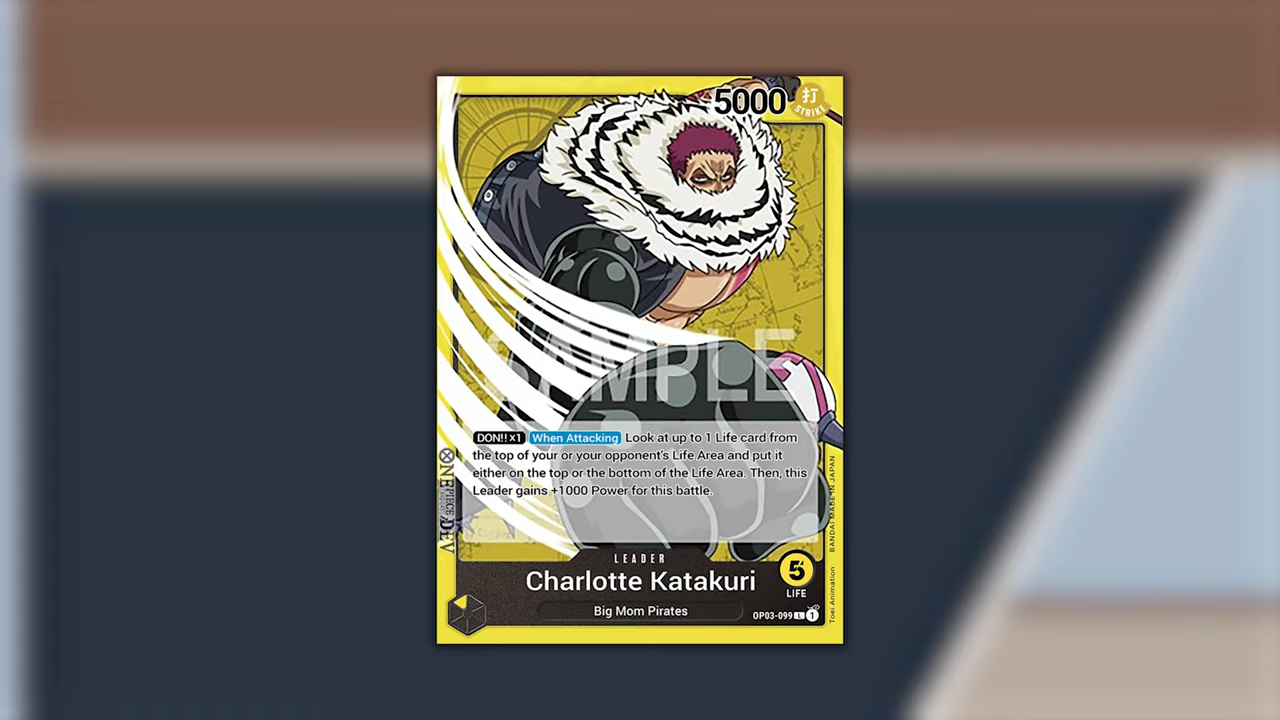 5000
打
STRIKE
SAMPLE
DON!! x1 When Attacking Look at up to 1 Life card from
the top of your or your opponent's Life Area and put it
either on the top or the bottom of the Life Area. Then, this
Leader gains +1000 Power for this battle.
ONE PIECE
BANDAI MADE IN JAPAN
Toei Animation
LEADER
Charlotte Katakuri
Big Mom Pirates
5
LIFE
OP03-099 L 1